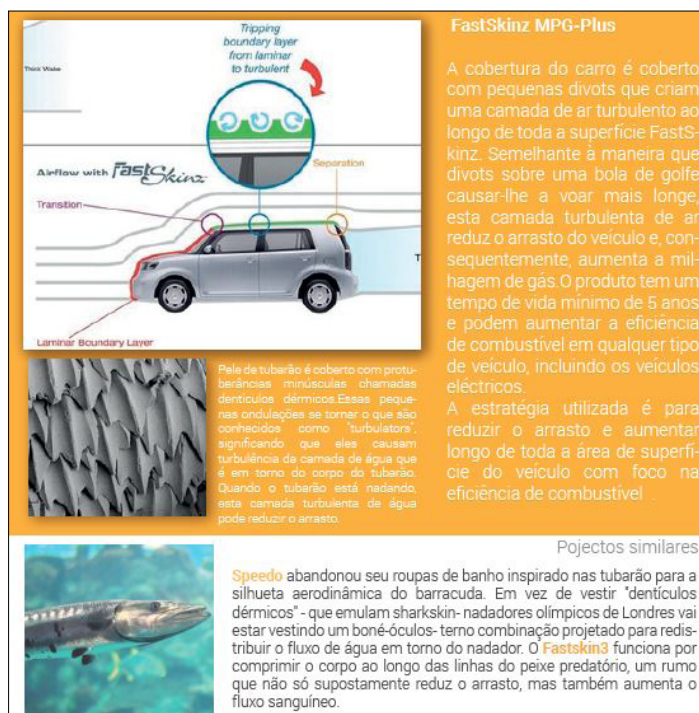 Tripping
boundary layer
from laminar
to turbulent
Thick Wake
Airflow with FastSkinz
Separation
Transition
T
Laminar Boundary Layer
FastSkinz MPG-Plus
A cobertura do carro é coberto
com pequenas divots que criam
uma camada de ar turbulento ao
longo de toda a superfície FastS-
kinz. Semelhante à maneira que
divots sobre uma bola de golfe
causar-lhe a voar mais longe,
esta camada turbulenta de ar
reduz o arrasto do veículo e, con-
sequentemente, aumenta a mil-
hagem de gás.O produto tem um
tempo de vida mínimo de 5 anos
e podem aumentar a eficiência
de combustível em qualquer tipo
de veículo, incluindo os veículos
eléctricos.
A estratégia utilizada é para
reduzir o arrasto e aumentar
longo de toda a área de superfí-
cie do veículo com foco na
eficiência de combustível .
Pele de tubarão é coberto com protu-
berâncias minúsculas chamadas
dentículos dérmicos.Essas peque-
nas ondulações se torner o que são
conhecidos como "turbulators",
significando que eles causam
turbulência da camada de água que
é em torno do corpo do tubarão.
Quando o tubarão está nadando,
esta camada turbulenta de água
pode reduzir o arrasto.
Pojectos similares
Speedo abandonou seu roupas de banho inspirado nas tubarão para a
silhueta aerodinâmica do barracuda. Em vez de vestir "dentículos
dérmicos" - que emulam sharkskin- nadadores olímpicos de Londres vai
estar vestindo um boné-óculos- terno combinação projetado para redis-
tribuir o fluxo de água em torno do nadador. O Fastskin3 funciona por
comprimir o corpo ao longo das linhas do peixe predatório, um rumo
que não só supostamente reduz o arrasto, mas também aumenta o
fluxo sanguíneo.